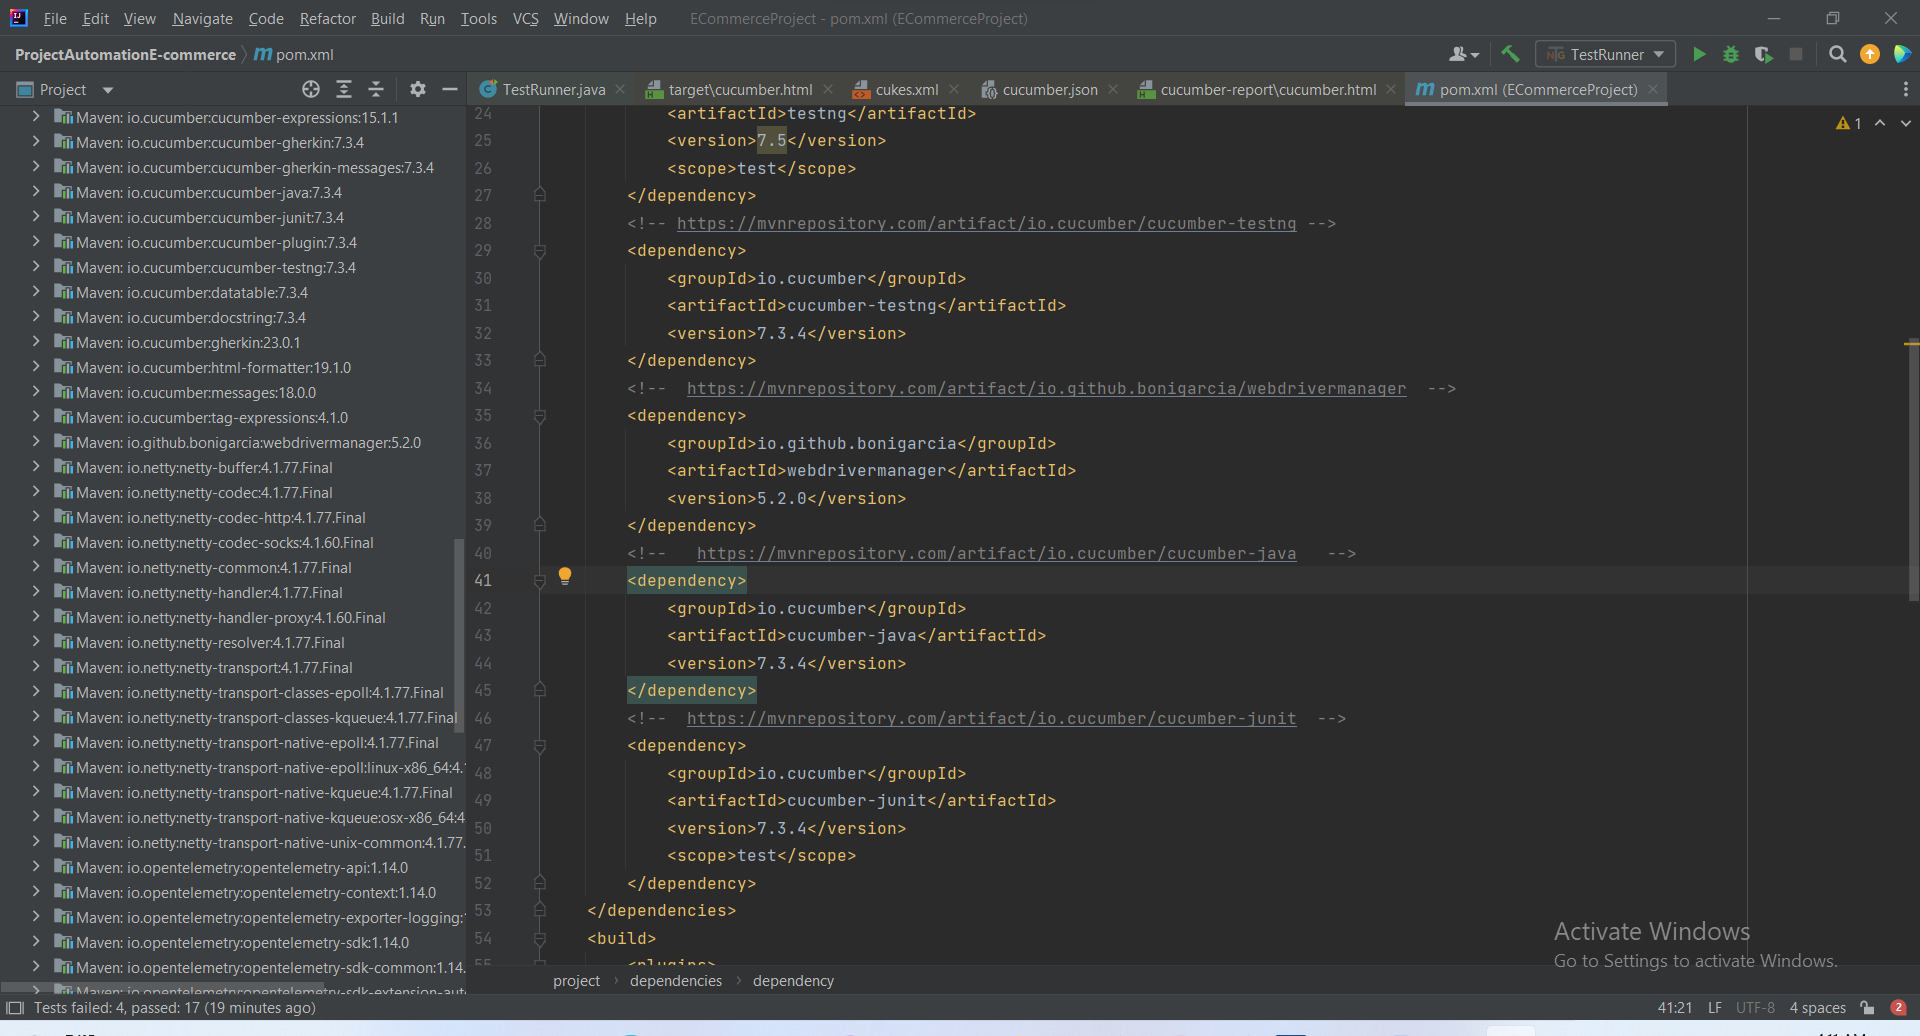 File Edit View Navigate Code Refactor Build Run Tools VCS Window Help ECommerceProject - pom.xml (ECommerceProject)
ProjectAutomationE-commerce pom.xml
TestRunner
Project
TestRunner.java target\cucumber.html cukes.xml cucumber.json cucumber-report\cucumber.html pom.xml (ECommerceProject)
Maven: io.cucumber:cucumber-expressions:15.1.1
Maven: io.cucumber:cucumber-gherkin:7.3.4
Maven: io.cucumber:cucumber-gherkin-messages:7.3.4
Maven: io.cucumber:cucumber-java:7.3.4
Maven: io.cucumber:cucumber-junit:7.3.4
Maven: io.cucumber:cucumber-plugin:7.3.4
Maven: io.cucumber:cucumber-testng:7.3.4
Maven: io.cucumber:datatable:7.3.4
Maven: io.cucumber:docstring:7.3.4
Maven: io.cucumber:gherkin:23.0.1
Maven: io.cucumber:html-formatter:19.1.0
Maven: io.cucumber:messages:18.0.0
Maven: io.cucumber:tag-expressions:4.1.0
Maven: io.github.bonigarcia:webdrivermanager:5.2.0
Maven: io.netty:netty-buffer:4.1.77.Final
Maven: io.netty:netty-codec:4.1.77.Final
Maven: io.netty:netty-codec-http:4.1.77.Final
Maven: io.netty:netty-codec-socks:4.1.60.Final
Maven: io.netty:netty-common:4.1.77.Final
Maven: io.netty:netty-handler:4.1.77.Final
Maven: io.netty:netty-handler-proxy:4.1.60.Final
Maven: io.netty:netty-resolver:4.1.77.Final
Maven: io.netty:netty-transport:4.1.77.Final
Maven: io.netty:netty-transport-classes-epoll:4.1.77.Final
Maven: io.netty:netty-transport-classes-kqueue:4.1.77.Final
Maven: io.netty:netty-transport-native-epoll:4.1.77.Final
Maven: io.netty:netty-transport-native-epoll:linux-x86_64:4.
Maven: io.netty:netty-transport-native-kqueue:4.1.77.Final
Maven: io.netty:netty-transport-native-kqueue:osx-x86_64:4
Maven: io.netty:netty-transport-native-unix-common:4.1.77.
Maven: io.opentelemetry:opentelemetry-api:1.14.0
Maven: io.opentelemetry:opentelemetry-context:1.14.0
Maven: io.opentelemetry:opentelemetry-exporter-logging:
Maven: io.opentelemetry:opentelemetry-sdk:1.14.0
Maven: io.opentelemetry:opentelemetry-sdk-common:1.14.
1
24 <artifactId>testng</artifactId>
25 <version>7.5</version>
26 <scope>test</scope>
27 </dependency>
28 <!-- https://mvnrepository.com/artifact/io.cucumber/cucumber-testng -->
29 <dependency>
30 <groupId>io.cucumber</groupId>
31 <artifactId>cucumber-testng</artifactId>
32 <version>7.3.4</version>
33 </dependency>
34 <!-- https://mvnrepository.com/artifact/io.github.bonigarcia/webdrivermanager -->
35 <dependency>
36 <groupId>io.github.bonigarcia</groupId>
37 <artifactId>webdrivermanager</artifactId>
38 <version>5.2.0</version>
39 </dependency>
40 <!-- https://mvnrepository.com/artifact/io.cucumber/cucumber-java -->
41 <dependency>
42 <groupId>io.cucumber</groupId>
43 <artifactId>cucumber-java</artifactId>
44 <version>7.3.4</version>
45 </dependency>
46 <!-- https://mvnrepository.com/artifact/io.cucumber/cucumber-junit -->
47 <dependency>
48 <groupId>io.cucumber</groupId>
49 <artifactId>cucumber-junit</artifactId>
50 <version>7.3.4</version>
51 <scope>test</scope>
52 </dependency>
53 </dependencies>
54 <build>
55 <plugins>
Activate Windows
Go to Settings to activate Windows.
project dependencies dependency
Tests failed: 4, passed: 17 (19 minutes ago)
41:21 LF UTF-8 4 spaces 2